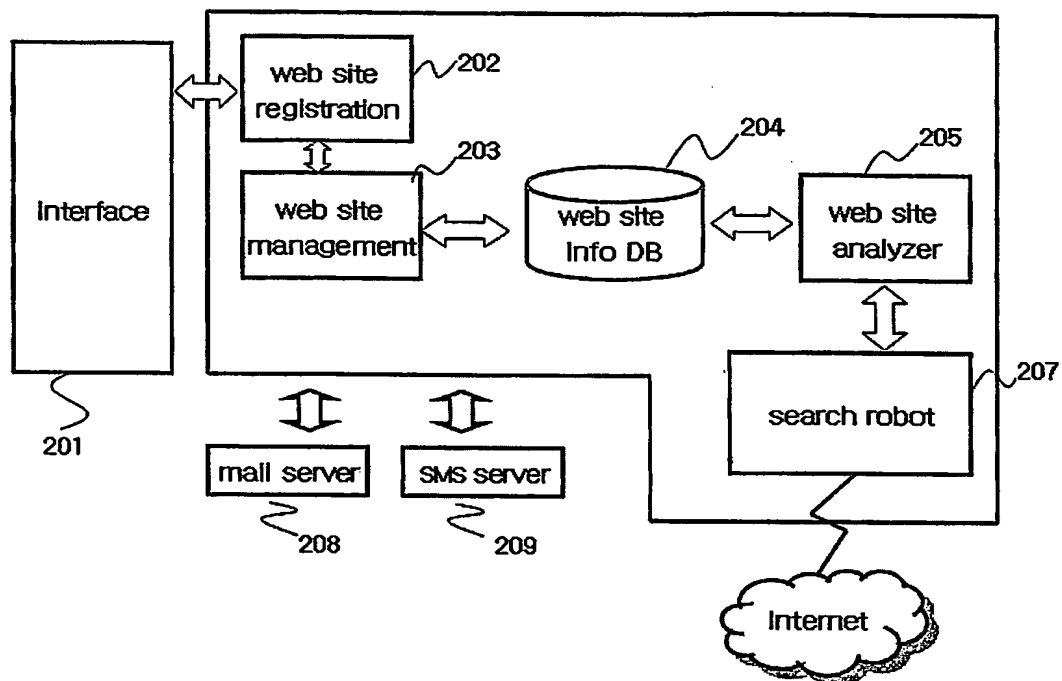 web site
registration
202
203
204
205
Interface
web site
management
web site
Info DB
web site
analyzer
207
search robot
201
mail server
SMS server
208
209
Internet